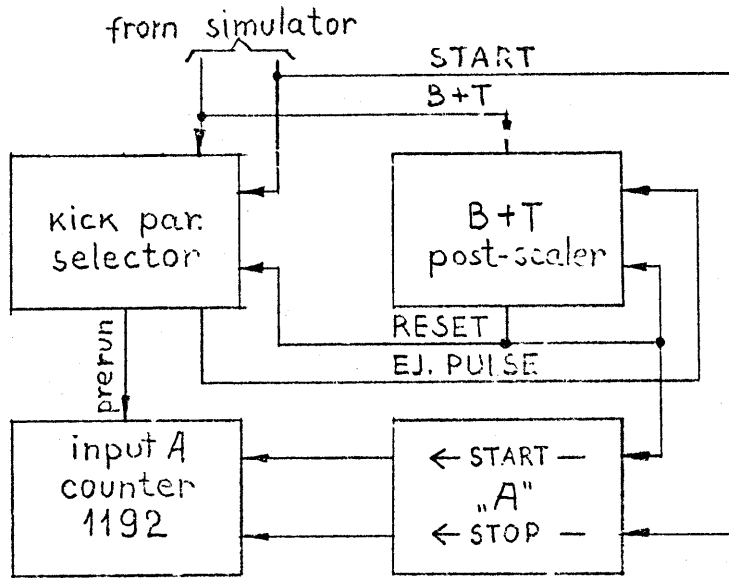 from simulator
START
B+T
Kick par.
selector
B+T
post-scaler
RESET
EJ. PULSE
prerun
input A
counter
1192
← START —
„A"
← STOP —